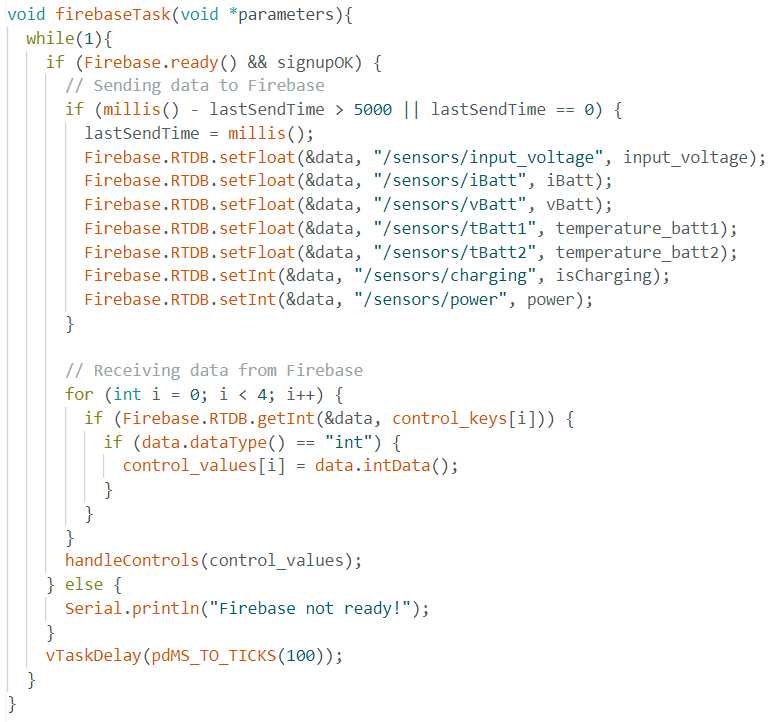 void firebaseTask(void *parameters){
  while(1){
    if (Firebase.ready() && signupOK) {
      // Sending data to Firebase
      if (millis() - lastSendTime > 5000 || lastSendTime == 0) {
        lastSendTime = millis();
        Firebase.RTDB.setFloat(&data, "/sensors/input_voltage", input_voltage);
        Firebase.RTDB.setFloat(&data, "/sensors/iBatt", iBatt);
        Firebase.RTDB.setFloat(&data, "/sensors/vBatt", vBatt);
        Firebase.RTDB.setFloat(&data, "/sensors/tBatt1", temperature_batt1);
        Firebase.RTDB.setFloat(&data, "/sensors/tBatt2", temperature_batt2);
        Firebase.RTDB.setInt(&data, "/sensors/charging", isCharging);
        Firebase.RTDB.setInt(&data, "/sensors/power", power);
      }

      // Receiving data from Firebase
      for (int i = 0; i < 4; i++) {
        if (Firebase.RTDB.getInt(&data, control_keys[i])) {
          if (data.dataType() == "int") {
            control_values[i] = data.intData();
          }
        }
      }
      handleControls(control_values);
    } else {
      Serial.println("Firebase not ready!");
    }
    vTaskDelay(pdMS_TO_TICKS(100));
  }
}